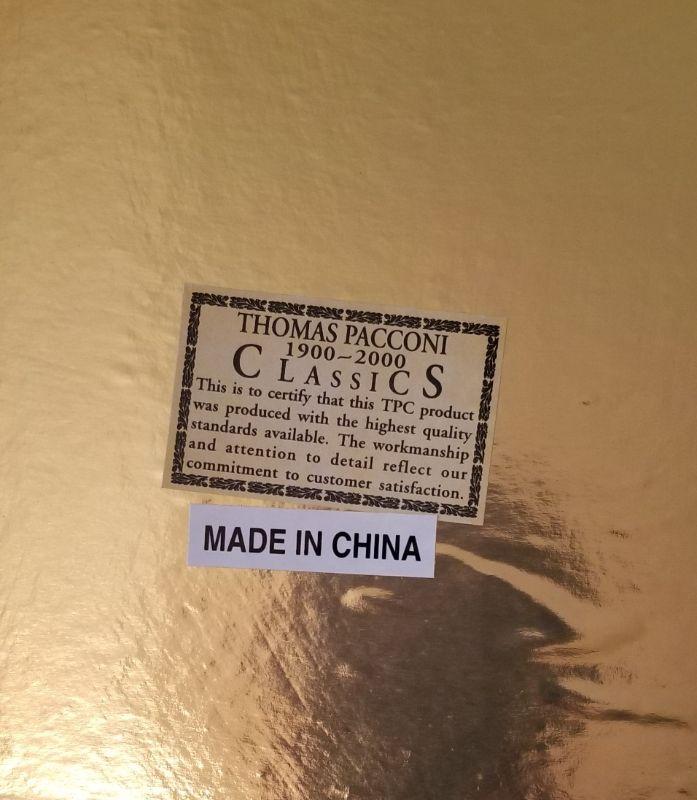 THOMAS PACCONI
1900~2000
CLASSICS
This is to certify that this TPC product
was produced with the highest quality
standards available. The workmanship
and attention to detail reflect our
commitment to customer satisfaction.
MADE IN CHINA